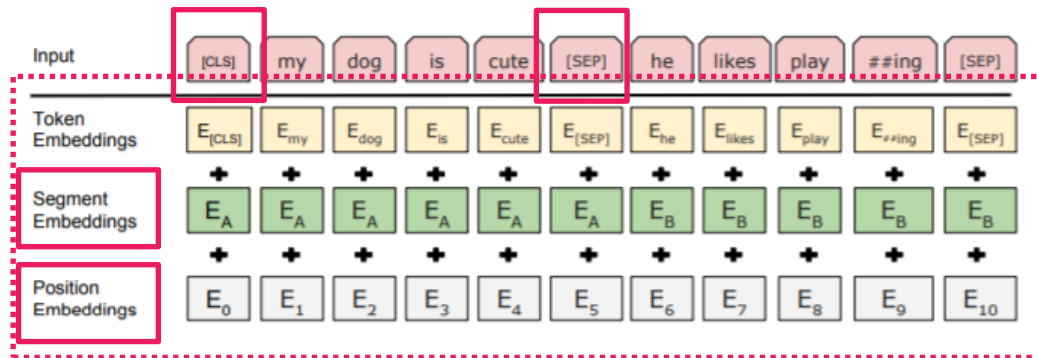 Input [CLS] my dog is cute [SEP] he likes play ##ing [SEP]
Token
Embeddings E[CLS] Emy Edog Eis Ecute E[SEP] Ehe Elikes Eplay E##ing E[SEP]
Segment
Embeddings EA EA EA EA EA EA EB EB EB EB EB
Position
Embeddings E0 E1 E2 E3 E4 E5 E6 E7 E8 E9 E10